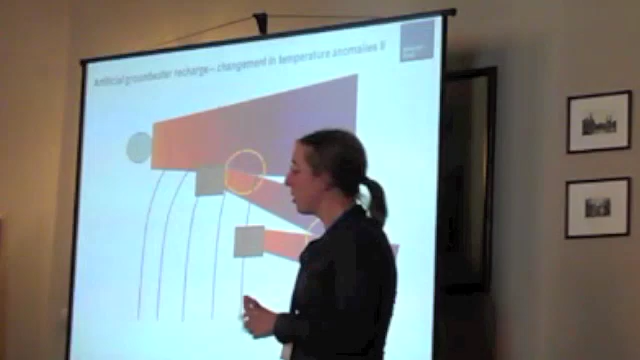 Artificial groundwater recharge – changement in temperature anomalies II